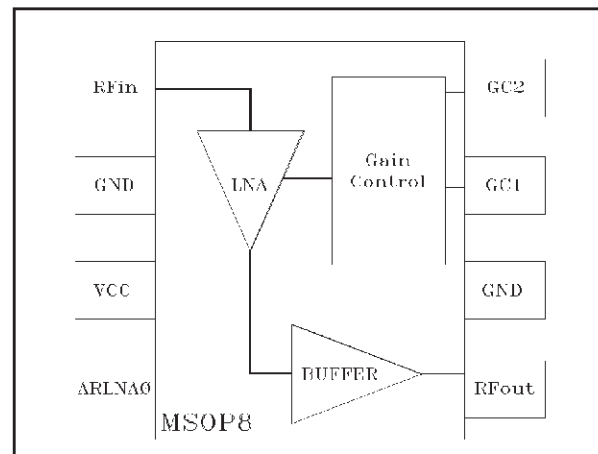 RFin
GC2
Gain
Control
GND
LNA
GC1
VCC
GND
ARLNA0
BUFFER
RFout
MSOP8